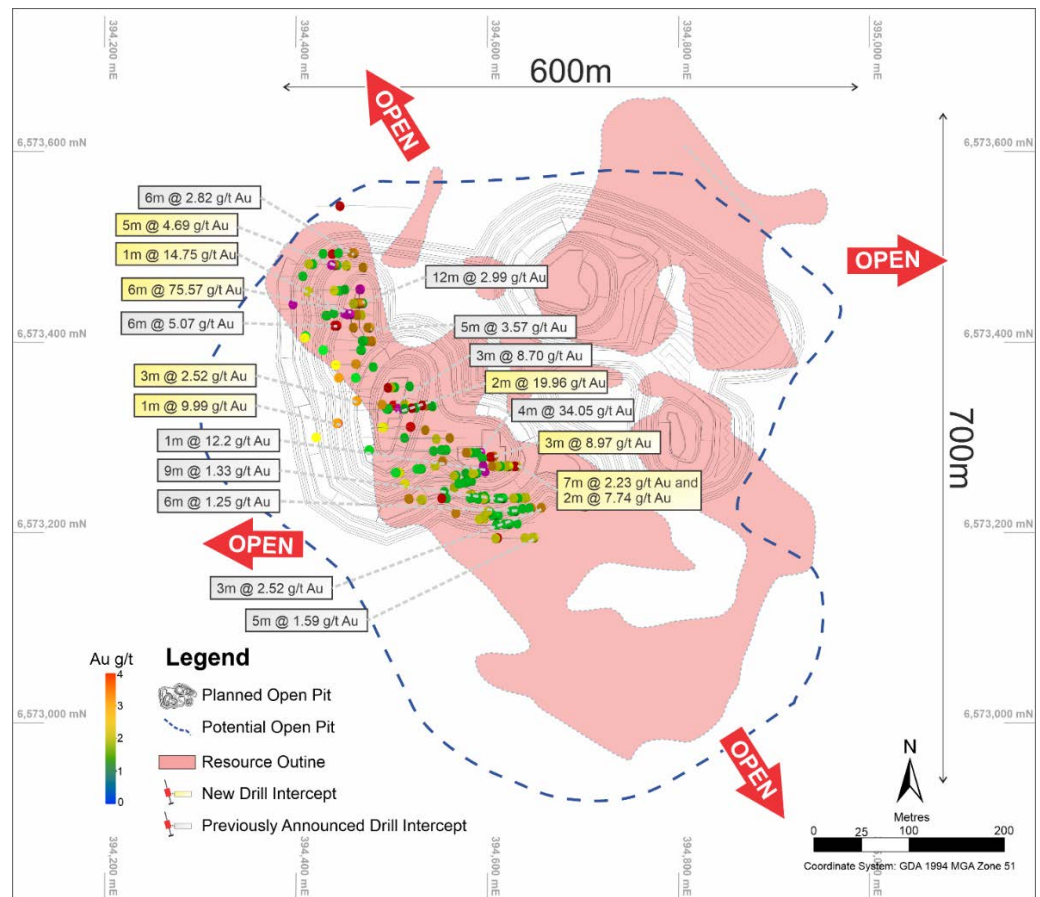 394,200 mE
394,400 mE
394,600 mE
394,800 mE
395,000 mE
600m
OPEN
6,573,600 mN
6,573,600 mN
6m @ 2.82 g/t Au
5m @ 4.69 g/t Au
1m @ 14.75 g/t Au
OPEN
12m @ 2.99 g/t Au
6m @ 75.57 g/t Au
6m @ 5.07 g/t Au
5m @ 3.57 g/t Au
6,573,400 mN
6,573,400 mN
3m @ 8.70 g/t Au
3m @ 2.52 g/t Au
2m @ 19.96 g/t Au
1m @ 9.99 g/t Au
4m @ 34.05 g/t Au
700m
1m @ 12.2 g/t Au
3m @ 8.97 g/t Au
9m @ 1.33 g/t Au
7m @ 2.23 g/t Au and
2m @ 7.74 g/t Au
6m @ 1.25 g/t Au
6,573,200 mN
6,573,200 mN
OPEN
3m @ 2.52 g/t Au
5m @ 1.59 g/t Au
Au g/t
4
3
2
1
0
Legend
Planned Open Pit
Potential Open Pit
Resource Outine
New Drill Intercept
Previously Announced Drill Intercept
6,573,000 mN
6,573,000 mN
OPEN
N
Metres
0 25 100 200
Coordinate System: GDA 1994 MGA Zone 51
394,200 mE
394,400 mE
394,600 mE
394,800 mE